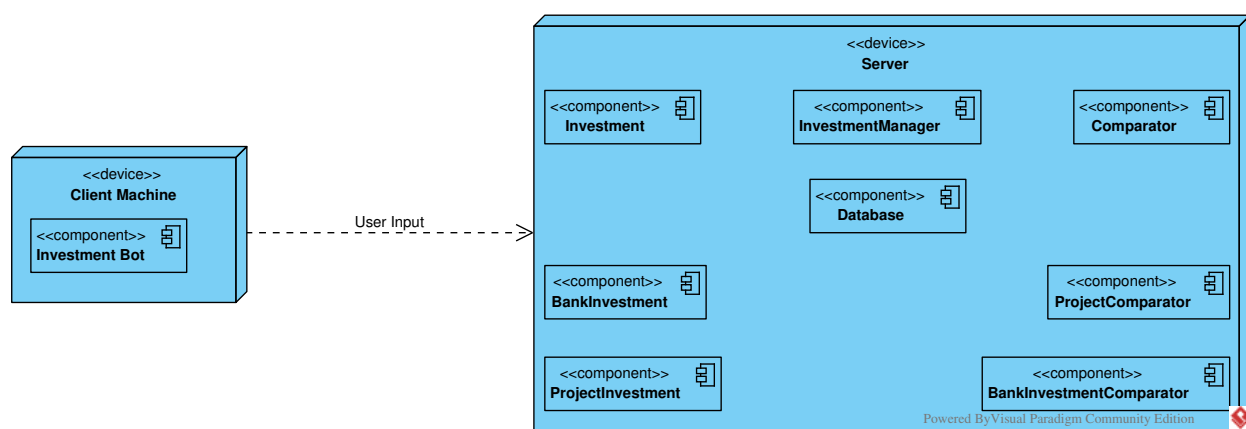 <<device>>
Server
<<component>>
Investment
<<component>>
InvestmentManager
<<component>>
Comparator
<<device>>
Client Machine
<<component>>
Investment Bot
User Input
<<component>>
Database
<<component>>
BankInvestment
<<component>>
ProjectComparator
<<component>>
ProjectInvestment
<<component>>
BankInvestmentComparator
Powered ByVisual Paradigm Community Edition